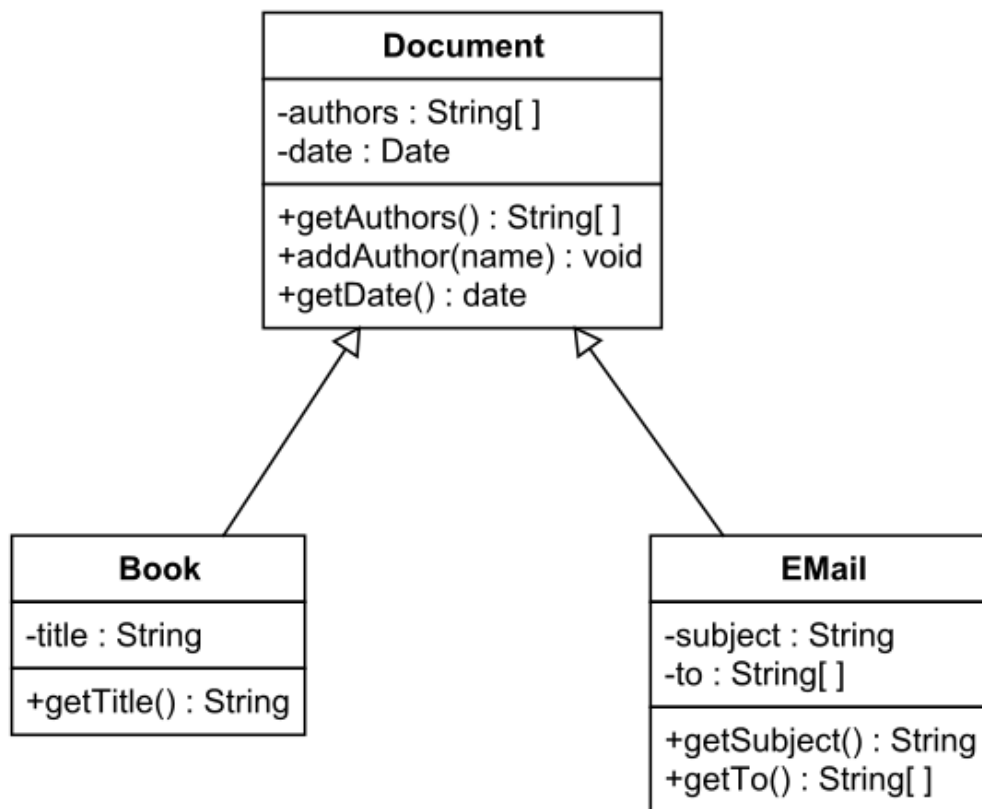 Document
-authors : String[ ]
-date : Date
+getAuthors() : String[ ]
+addAuthor(name) : void
+getDate() : date
Book
-title : String
+getTitle() : String
EMail
-subject : String
-to : String[ ]
+getSubject() : String
+getTo() : String[ ]